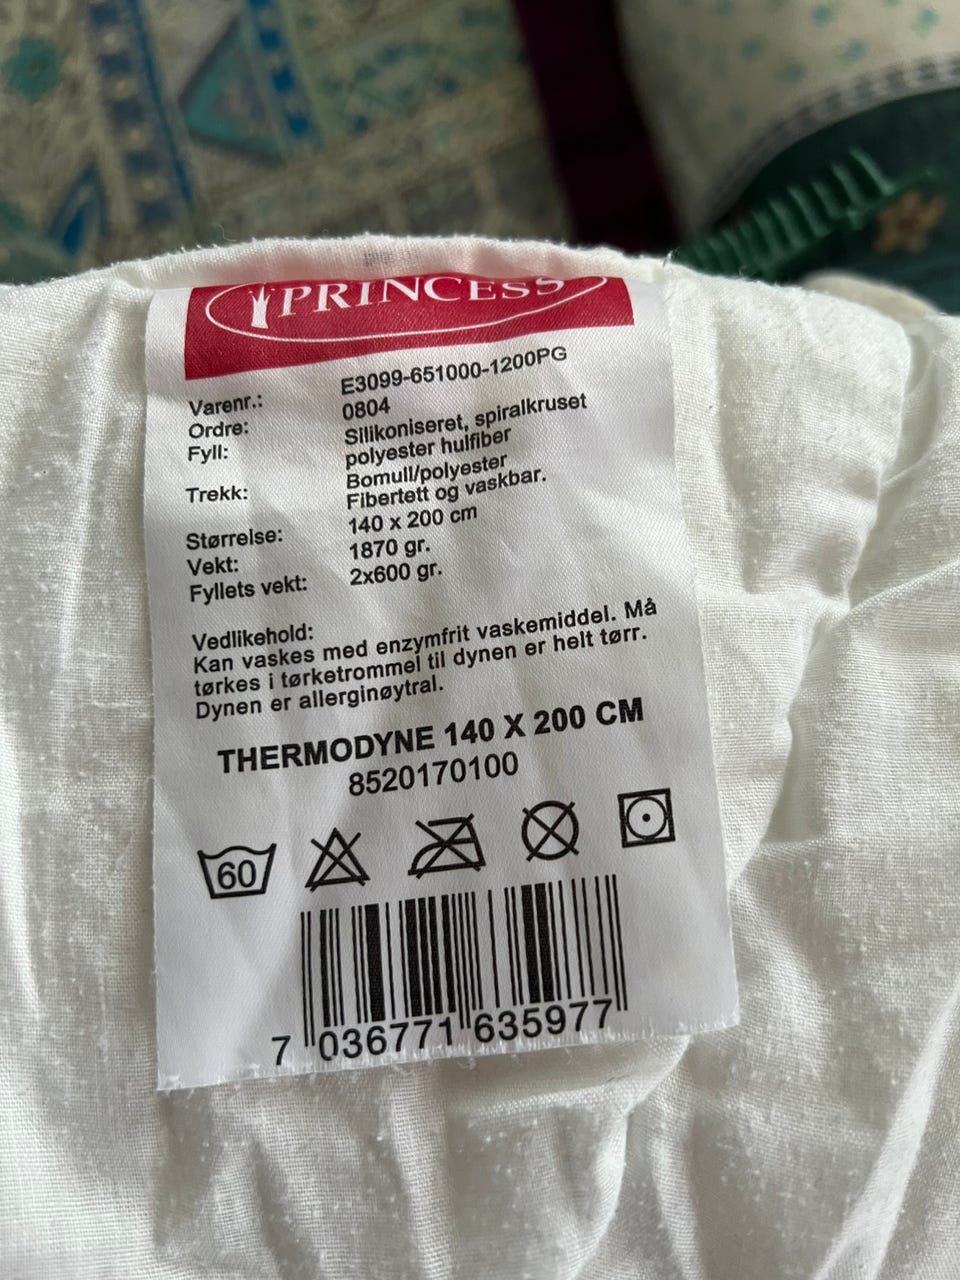 PRINCESS
Varenr.: E3099-651000-1200PG
Ordre: 0804
Fyll: Silikoniseret, spiralkruset
polyester hulfiber
Trekk: Bomull/polyester
Fibertett og vaskbar.
Størrelse: 140 x 200 cm
Vekt: 1870 gr.
Fyllets vekt: 2x600 gr.
Vedlikehold:
Kan vaskes med enzymfrit vaskemiddel. Må
tørkes i tørketrommel til dynen er helt tørr.
Dynen er allerginøytral.
THERMODYNE 140 X 200 CM
8520170100
60
7 036771 635977